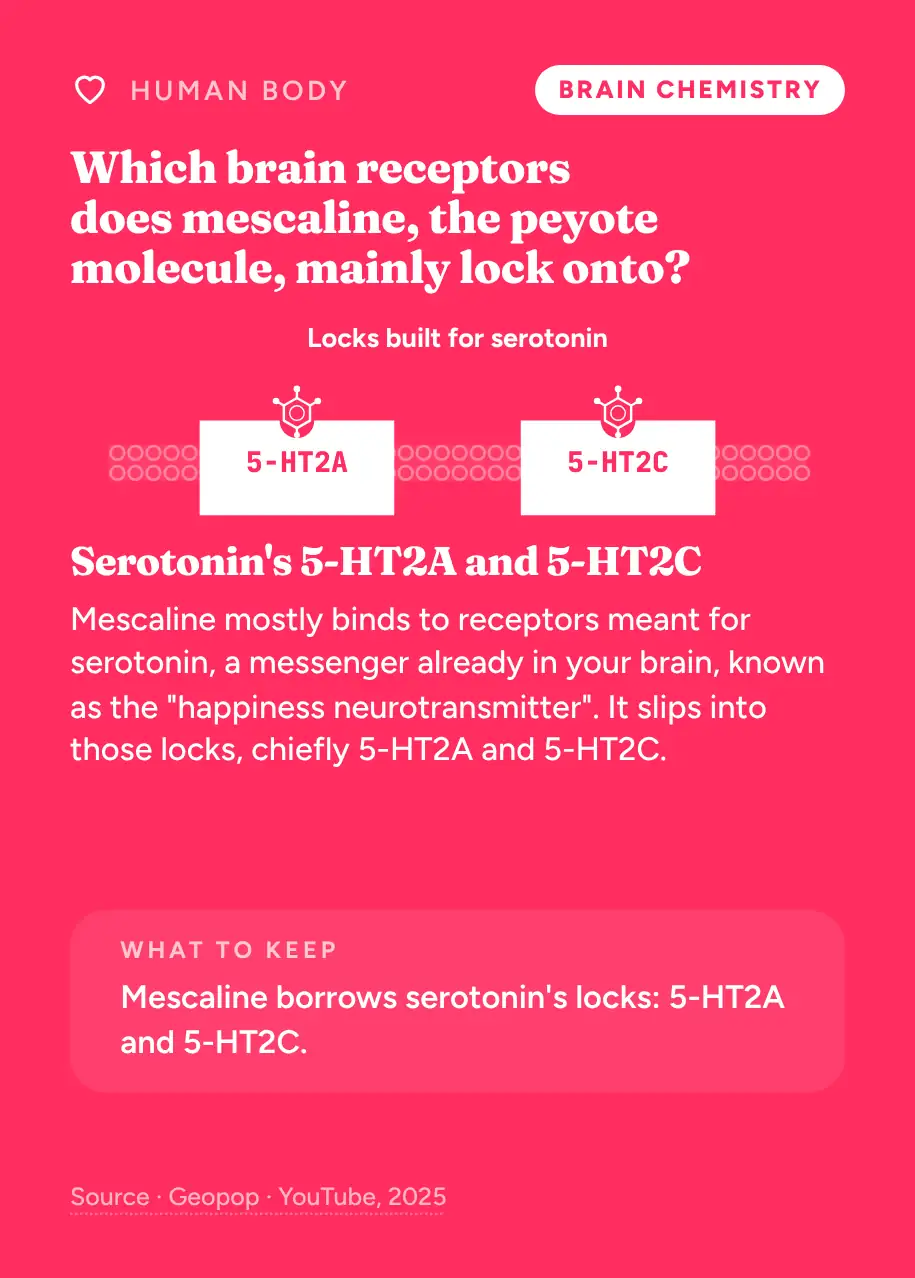 HUMAN BODY
BRAIN CHEMISTRY
Which brain receptors
does mescaline, the peyote
molecule, mainly lock onto?
Locks built for serotonin
5-HT2A
5-HT2C
Serotonin's 5-HT2A and 5-HT2C
Mescaline mostly binds to receptors meant for
serotonin, a messenger already in your brain, known
as the "happiness neurotransmitter". It slips into
those locks, chiefly 5-HT2A and 5-HT2C.
WHAT TO KEEP
Mescaline borrows serotonin's locks: 5-HT2A
and 5-HT2C.
Source · Geopop · YouTube, 2025